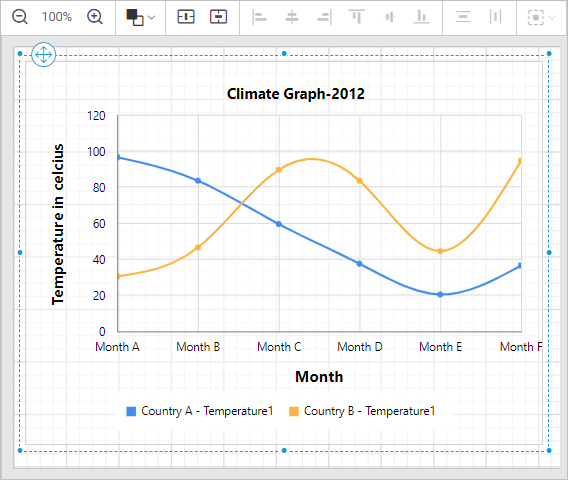 100%
Climate Graph-2012
Temperature in celcius
120
100
80
60
40
20
0
Month A Month B Month C Month D Month E Month F
Month
Country A - Temperature1 Country B - Temperature1